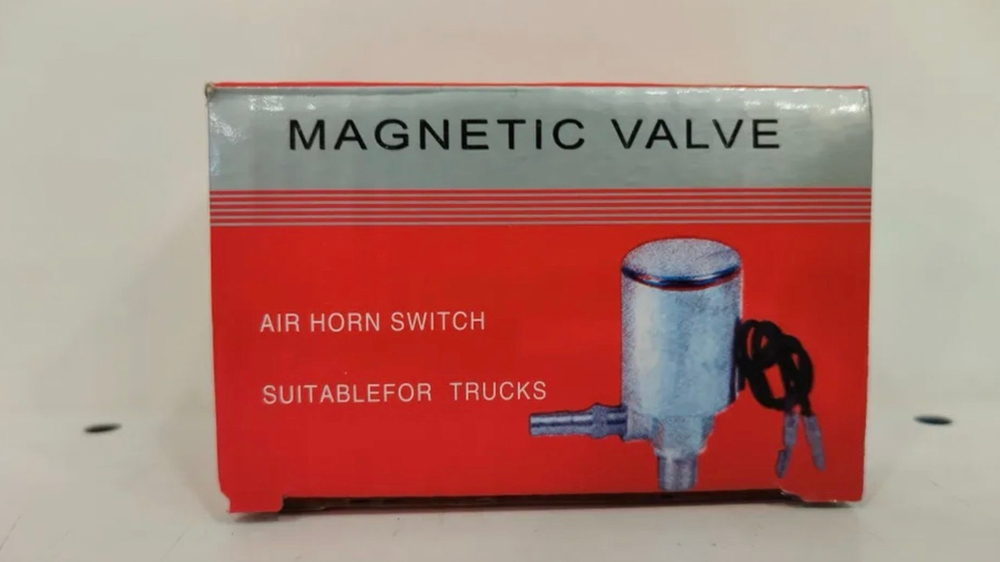 MAGNETIC VALVE
AIR HORN SWITCH
SUITABLEFOR TRUCKS